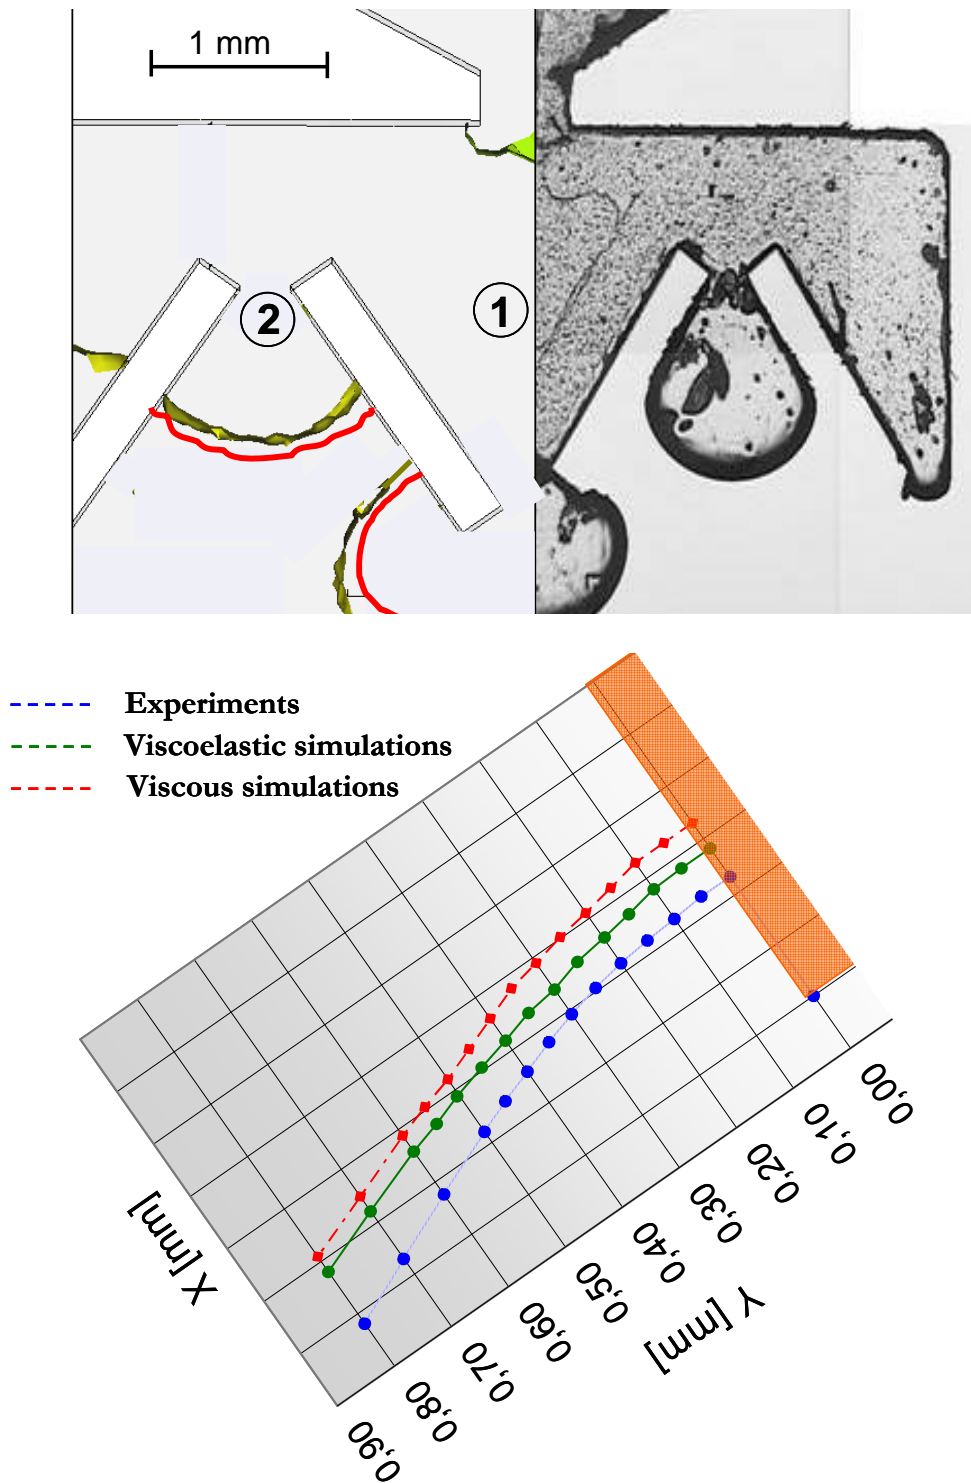 1 mm
2
1
Experiments
Viscoelastic simulations
Viscous simulations
0,00
0,10
0,20
0,30
0,40
0,50
0,60
0,70
0,80
0,90
Y [mm]
X [mm]